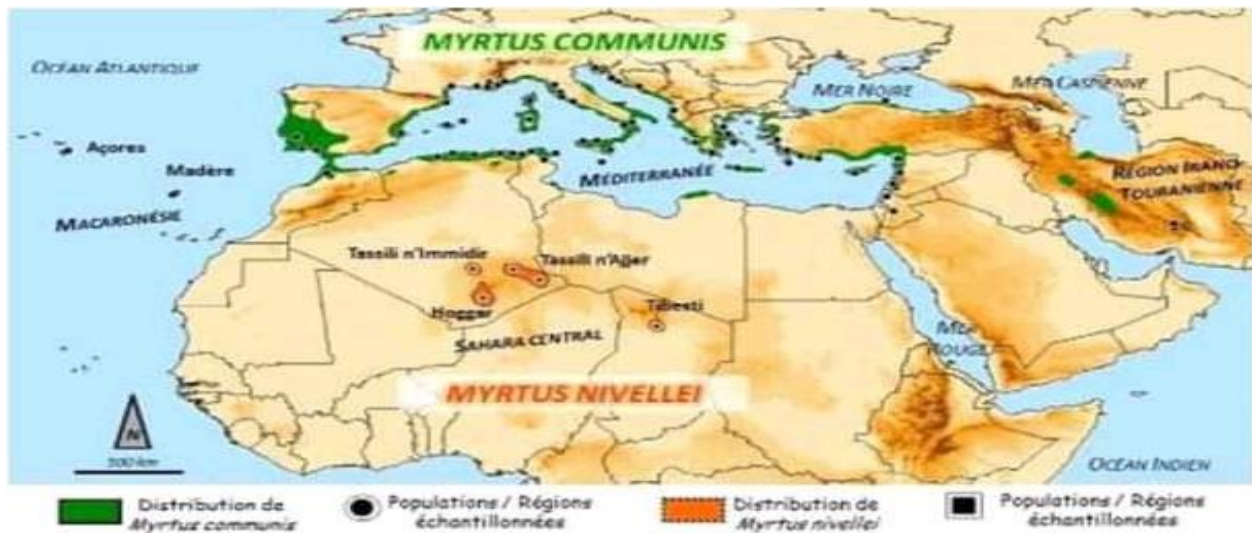 MYRTUS COMMUNIS
OCÉAN ATLANTIQUE
MER NOIRE
MER CASPIENNE
Açores
Madère
MACARONÉSIE
MÉDITERRANÉE
RÉGION IRANO-
TOURANIENNE
Tassili n'Immidir
Tassili n'Ajjer
Hoggar
Tibesti
SAHARA CENTRAL
MER
ROUGE
MYRTUS NIVELLEI
N
500 km
OCÉAN INDIEN
Distribution de
Myrtus communis
Populations / Régions
échantillonnées
Distribution de
Myrtus nivellei
Populations / Régions
échantillonnées